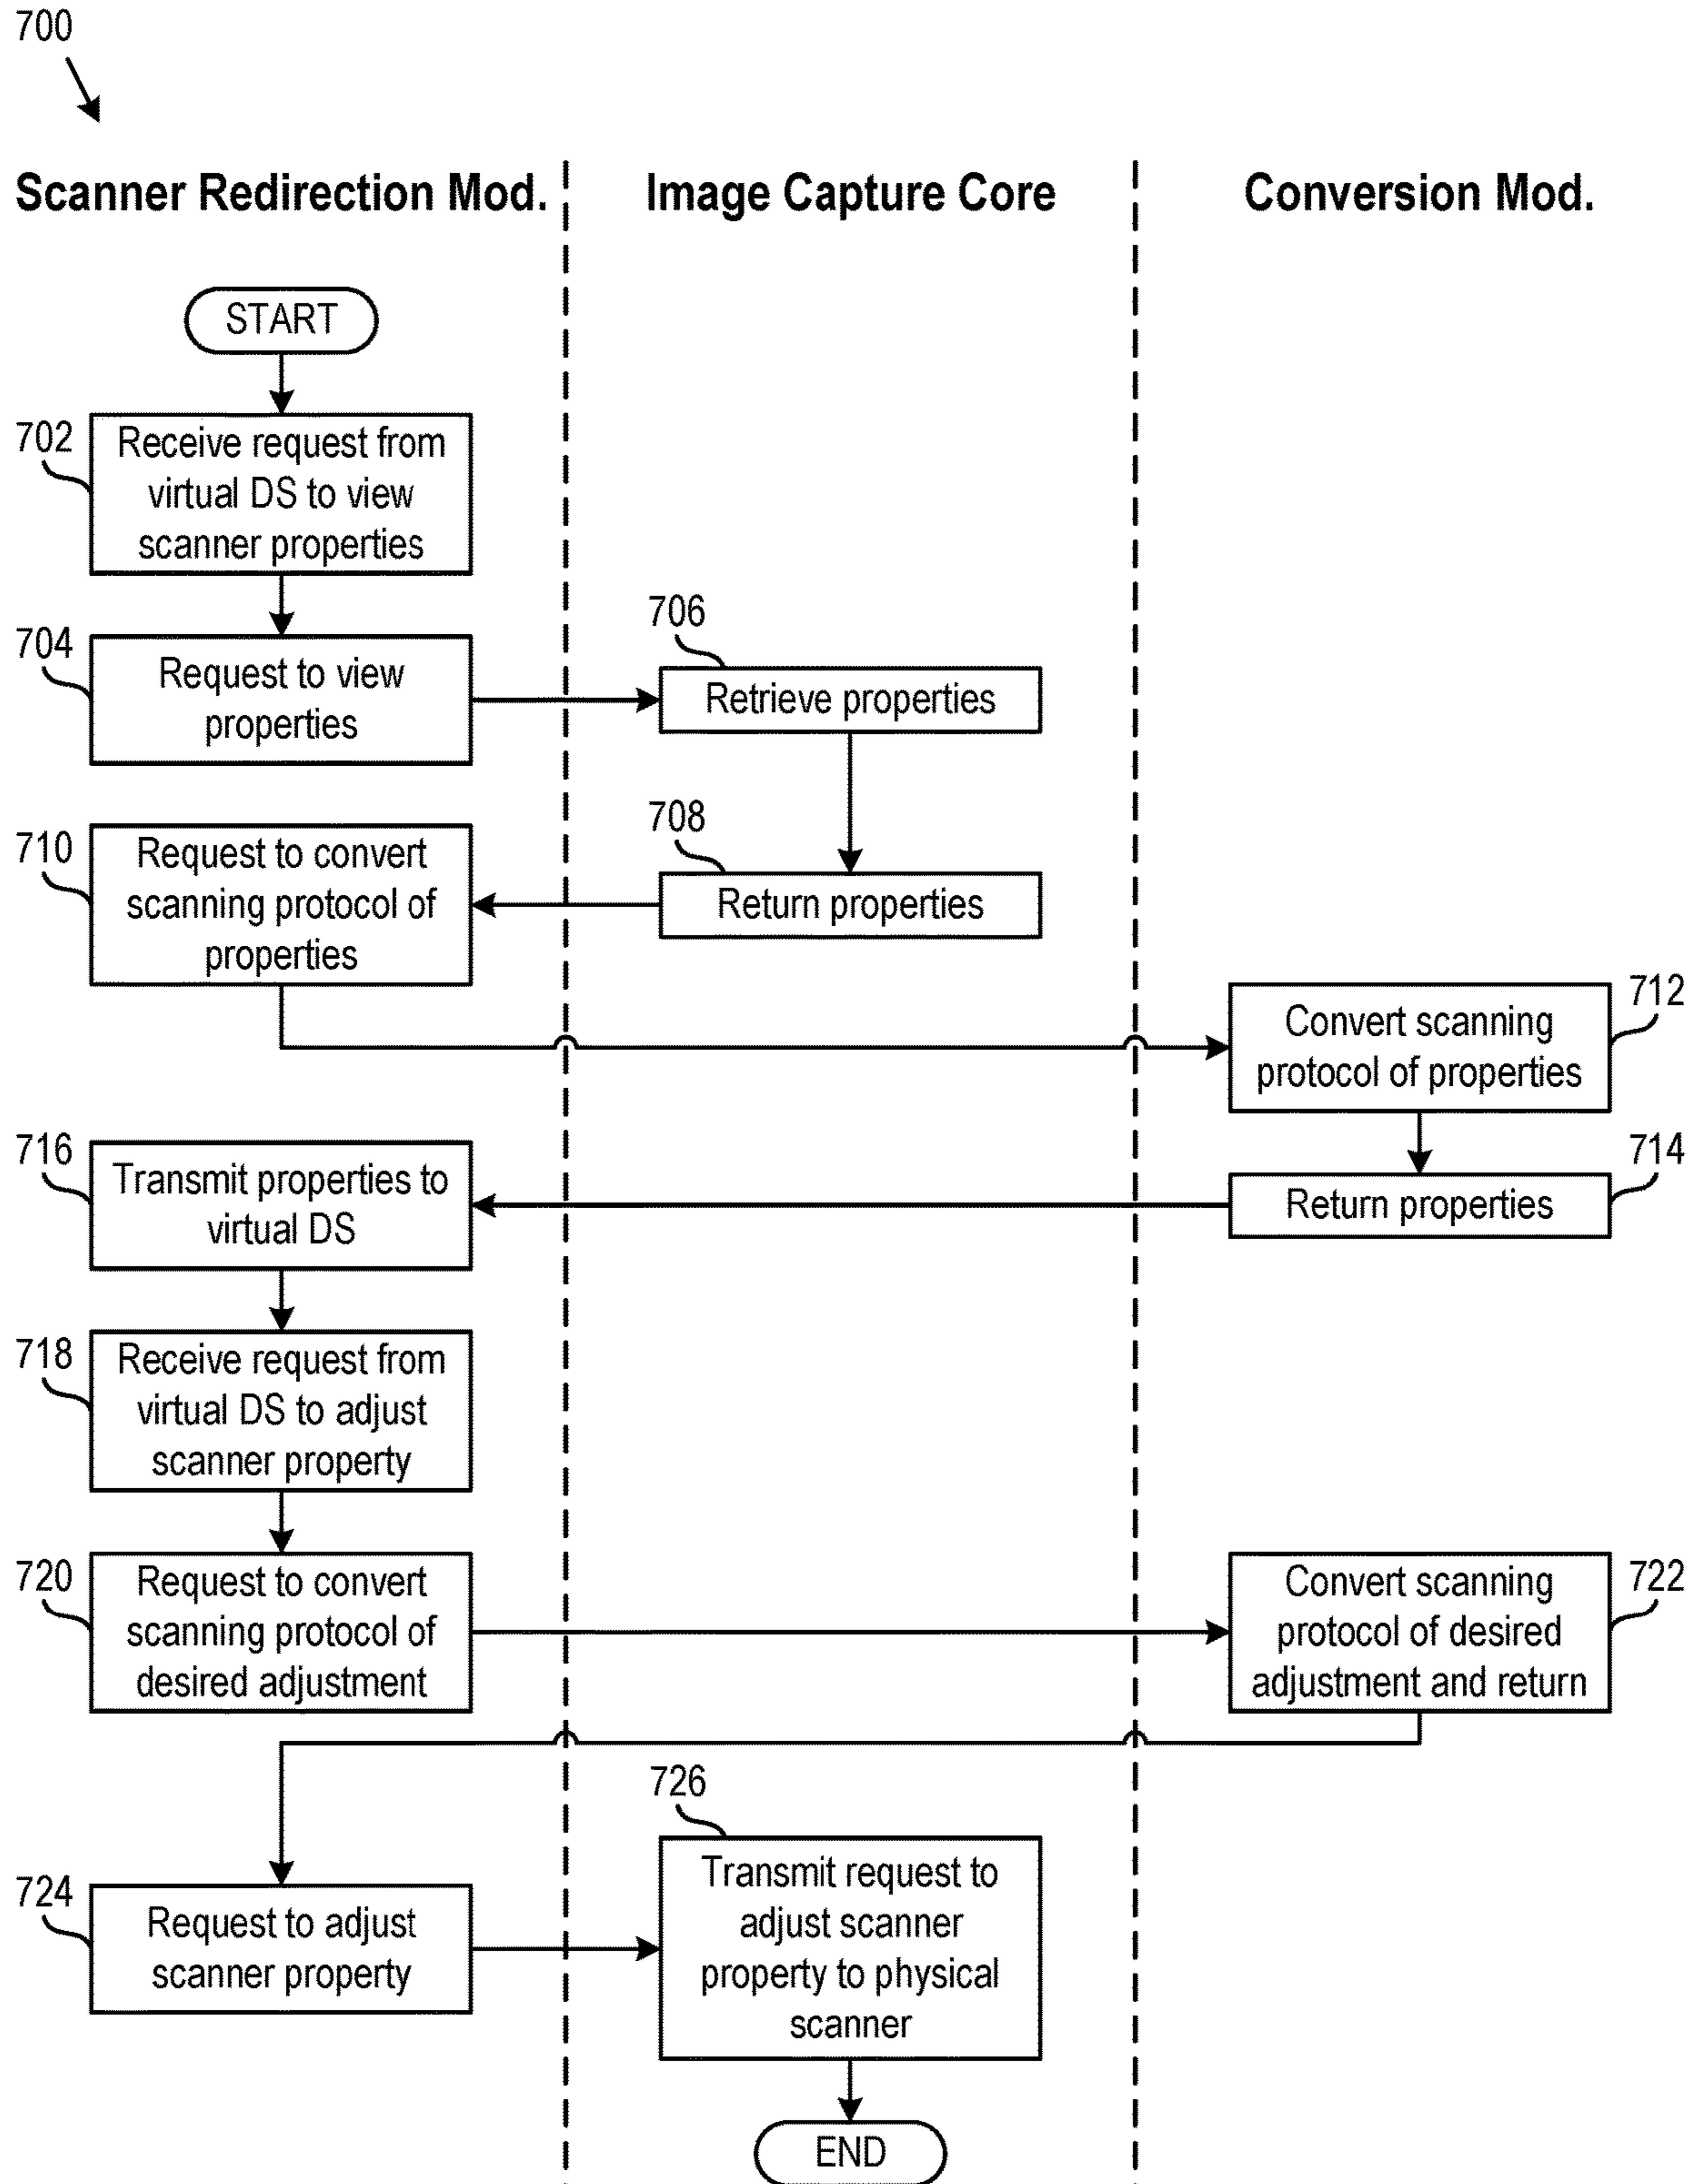 700
Scanner Redirection Mod.
Image Capture Core
Conversion Mod.
START
702
Receive request from
virtual DS to view
scanner properties
704
Request to view
properties
706
Retrieve properties
708
Return properties
710
Request to convert
scanning protocol of
properties
712
Convert scanning
protocol of properties
714
Return properties
716
Transmit properties to
virtual DS
718
Receive request from
virtual DS to adjust
scanner property
720
Request to convert
scanning protocol of
desired adjustment
722
Convert scanning
protocol of desired
adjustment and return
724
Request to adjust
scanner property
726
Transmit request to
adjust scanner
property to physical
scanner
END